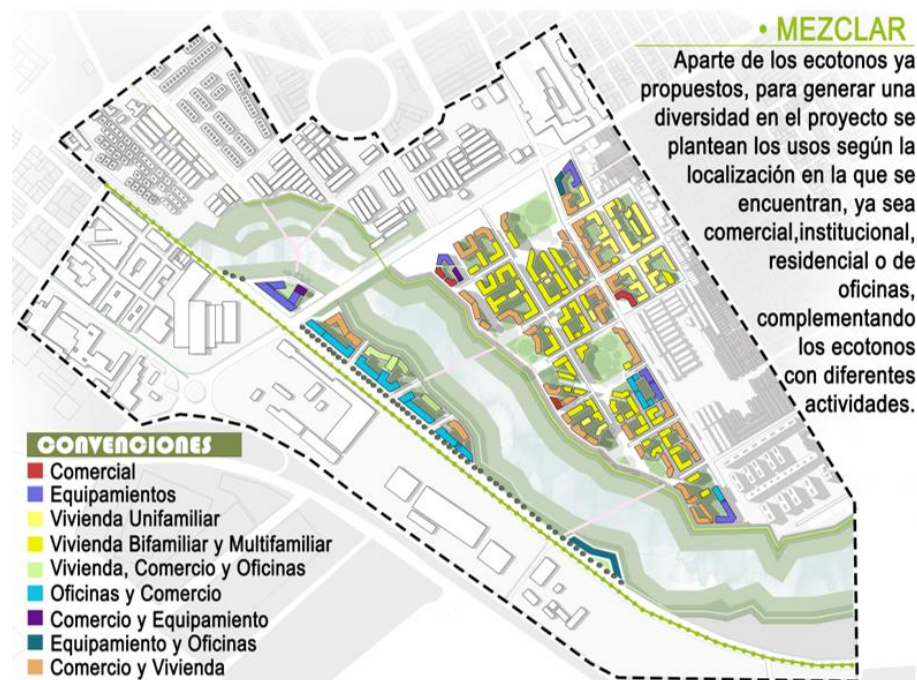 • MEZCLAR
Aparte de los ecotonos ya
propuestos, para generar una
diversidad en el proyecto se
plantean los usos según la
localización en la que se
encuentran, ya sea
comercial,institucional,
residencial o de
oficinas,
complementando
los ecotonos
con diferentes
actividades.
CONVENCIONES
Comercial
Equipamientos
Vivienda Unifamiliar
Vivienda Bifamiliar y Multifamiliar
Vivienda, Comercio y Oficinas
Oficinas y Comercio
Comercio y Equipamiento
Equipamiento y Oficinas
Comercio y Vivienda